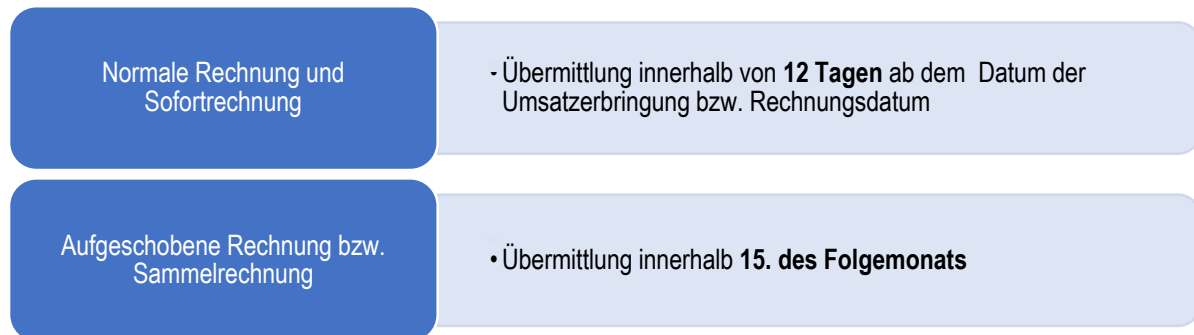 Normale Rechnung und
Sofortrechnung
- Übermittlung innerhalb von 12 Tagen ab dem  Datum der
Umsatzerbringung bzw. Rechnungsdatum
Aufgeschobene Rechnung bzw.
Sammelrechnung
• Übermittlung innerhalb 15. des Folgemonats